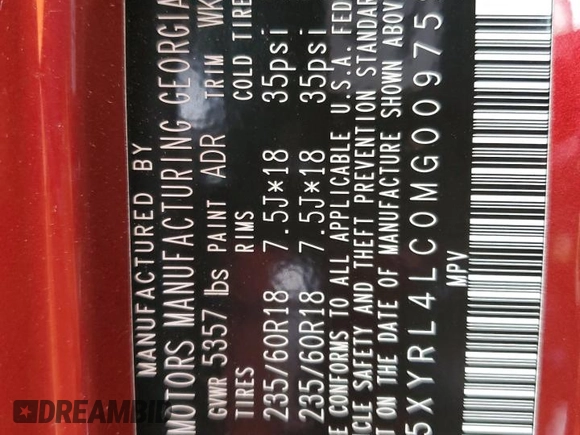 MANUFACTURED BY
MOTORS MANUFACTURING GEORGIA
GVWR 5357 lbs PAINT ADR TRIM WK
TIRES RIMS COLD TIRE
235/60R18 7.5J*18 35psi
235/60R18 7.5J*18 35psi
CONFORMS TO ALL APPLICABLE U.S.A. FED
SAFETY AND THEFT PREVENTION STANDAR
ON THE DATE OF MANUFACTURE SHOWN ABOV
5XYRL4LC0MG00975
MPV
DREAMBID